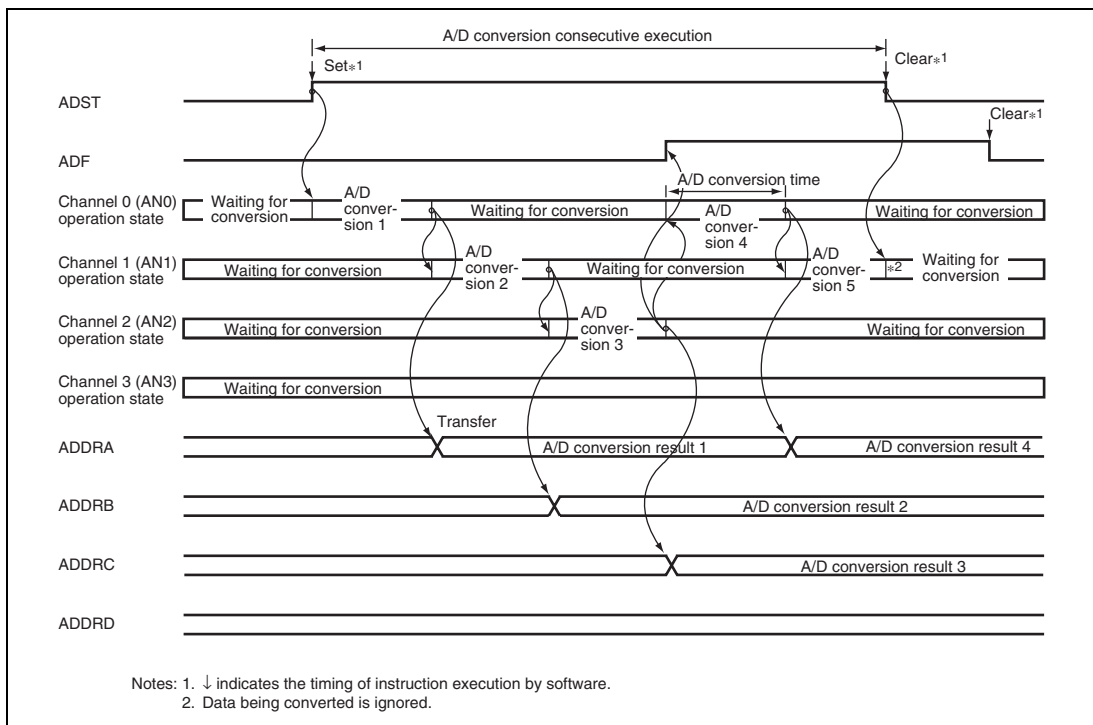 A/D conversion consecutive execution
Set*1
Clear*1
ADST
Clear*1
ADF
A/D conversion time
Channel 0 (AN0)
operation state
Waiting for
conversion
A/D
conver-
sion 1
Waiting for conversion
A/D
conver-
sion 4
Waiting for conversion
Channel 1 (AN1)
operation state
Waiting for conversion
A/D
conver-
sion 2
Waiting for conversion
A/D
conver-
sion 5
*2
Waiting for
conversion
Channel 2 (AN2)
operation state
Waiting for conversion
A/D
conver-
sion 3
Waiting for conversion
Channel 3 (AN3)
operation state
Waiting for conversion
Transfer
ADDRA
A/D conversion result 1
A/D conversion result 4
ADDRB
A/D conversion result 2
ADDRC
A/D conversion result 3
ADDRD
Notes: 1. ↓ indicates the timing of instruction execution by software.
2. Data being converted is ignored.